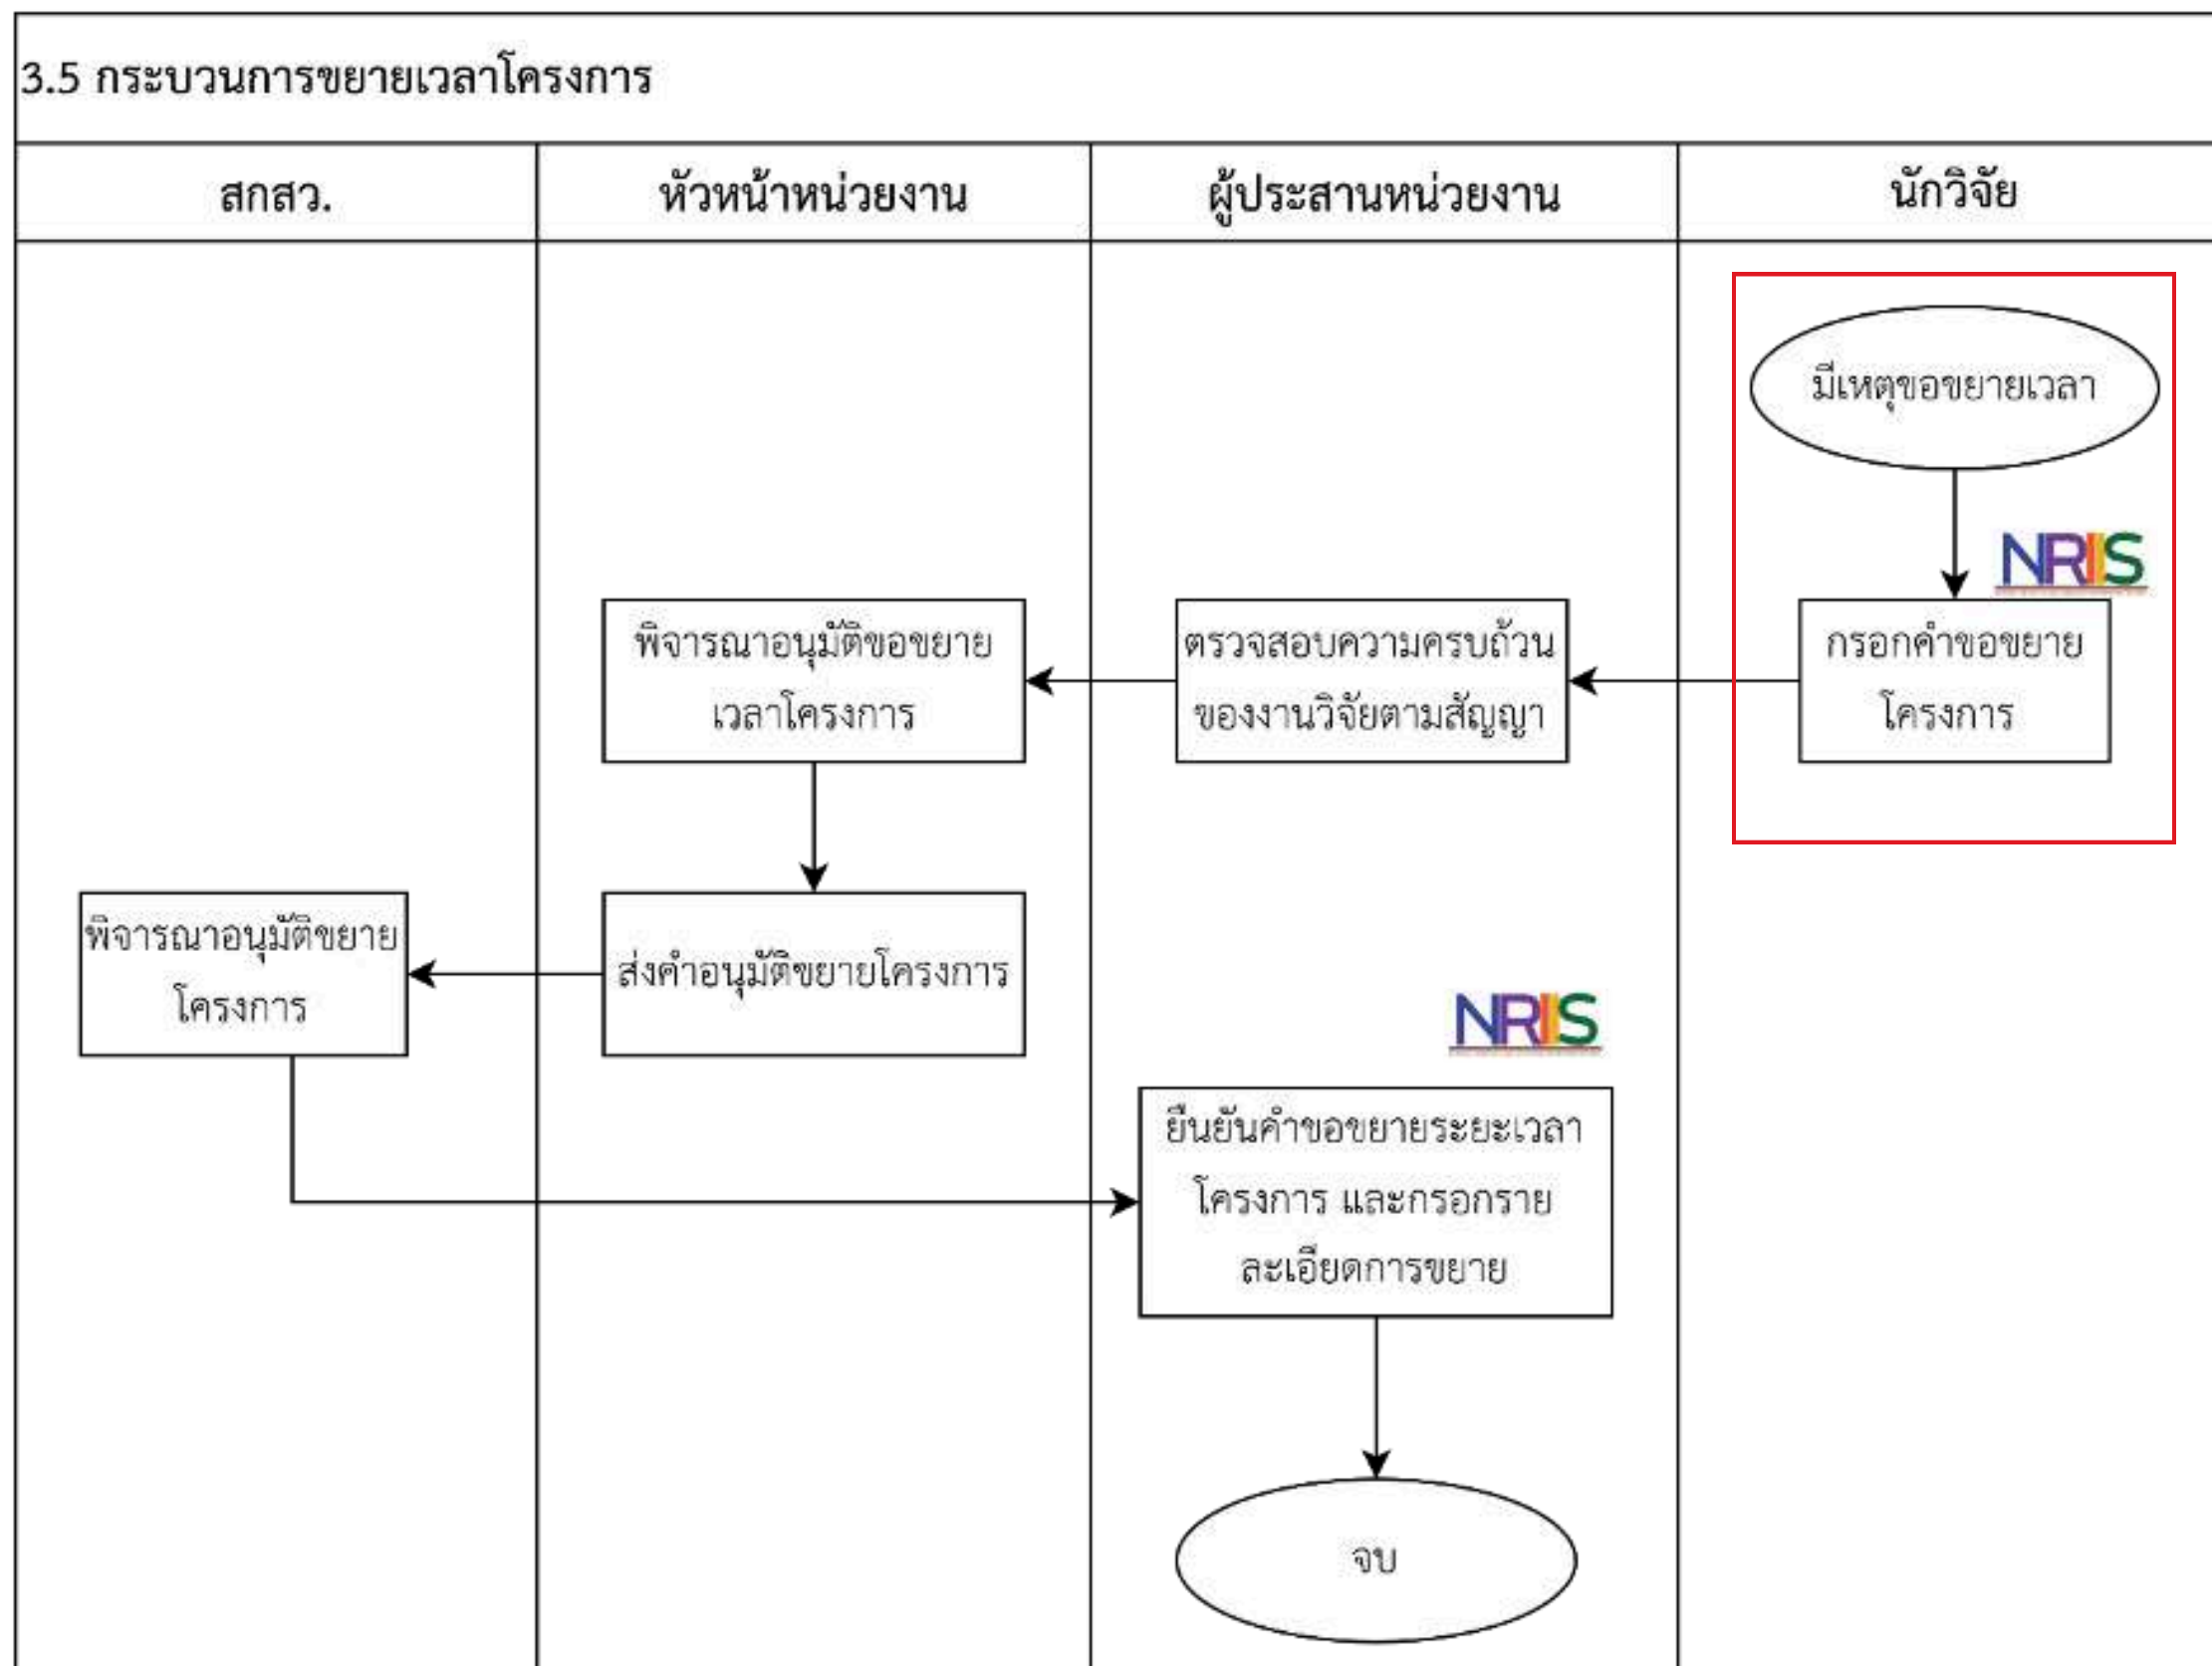 3.5 กระบวนการขยายเวลาโครงการ
สกสว.
หัวหน้าหน่วยงาน
ผู้ประสานหน่วยงาน
นักวิจัย
มีเหตุขอขยายเวลา
NRIIS
กรอกคำขอขยาย
โครงการ
ตรวจสอบความครบถ้วน
ของงานวิจัยตามสัญญา
พิจารณาอนุมัติขอขยาย
เวลาโครงการ
ส่งคำอนุมัติขยายโครงการ
พิจารณาอนุมัติขยาย
โครงการ
NRIIS
ยืนยันคำขอขยายระยะเวลา
โครงการ และกรอกราย
ละเอียดการขยาย
จบ